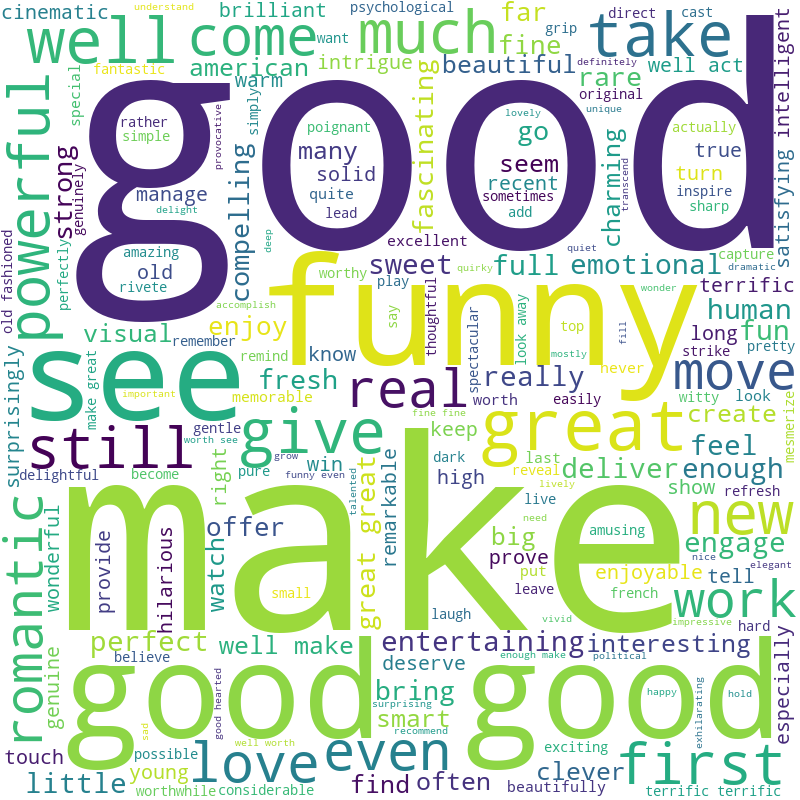 cinematic
understand
brilliant
psychological
far
direct
cast
well
come
much
want
fine
grip
take
definitely
american
fantastic
intrigue
beautiful
rare
well act
intelligent
special
warm
original
good
rather
simple
provocative
simply
poignant
lovely
unique
actually
go
many
seem
true
powerful
strong
genuinely
manage
solid
fascinating
recent
turn
quite
sometimes
inspire
charming
transcend
satisfying
delight
lead
add
sharp
compelling
excellent
deep
quiet
capture
old fashioned
perfectly
amazing
old
rivete
worthy
sweet
quirky
full
emotional
dramatic
play
wonder
terrific
accomplish
funny
human
visual
enjoy
say
thoughtful
look away
top
fill
long
fun
remember
know
spectacular
mostly
strike
pretty
see
remind
really
move
surprisingly
make great
important
fresh
memorable
real
worth
easily
hever
witty
look
mesmerize
still
gentle
give
fine fine
keep
great
create
worth see
grow
win
dark
last
feel
delightful
become
right
pure
funny even
talented
high
reveal
deliver
enough
lively
live
show
refresh
romantic
wonderful
provide
hilarious
offer
watch
great great
remarkable
big
need
amusing
new
prove
nice
engage
elegant
make
small
put
enjoyable
tell
laugh
leave
french
work
vivid
impressive
hard
perfect
well make
entertaining
interesting
especially
genuine
believe
deserve
enough make
political
good good
good hearted
bring
surprising
smart
happy
hold
exhilarating
recommend
sad
well worth
touch
possible
love
even
exciting
first
little
young
worthwhile
considerable
find
often
beautifully
clever
terrific terrific